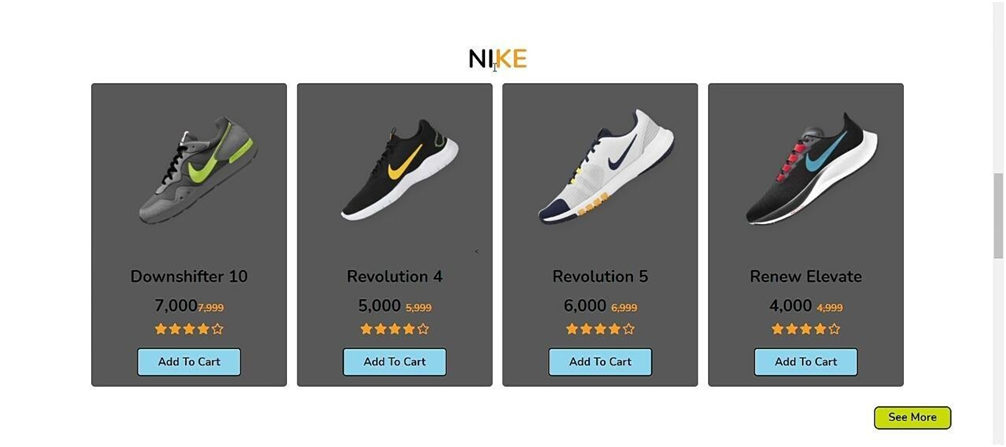 NIKE
Downshifter 10
7,000 7,999
Add To Cart
Revolution 4
5,000 5,999
Add To Cart
Revolution 5
6,000 6,999
Add To Cart
Renew Elevate
4,000 4,999
Add To Cart
See More